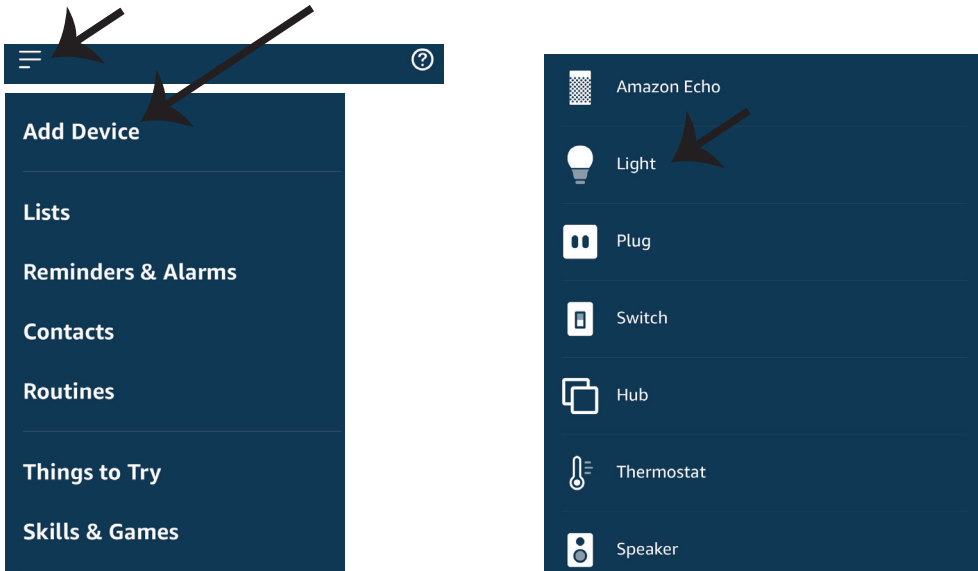 ?
Add Device
Lists
Reminders & Alarms
Contacts
Routines
Things to Try
Skills & Games
Amazon Echo
Light
Plug
Switch
Hub
Thermostat
Speaker